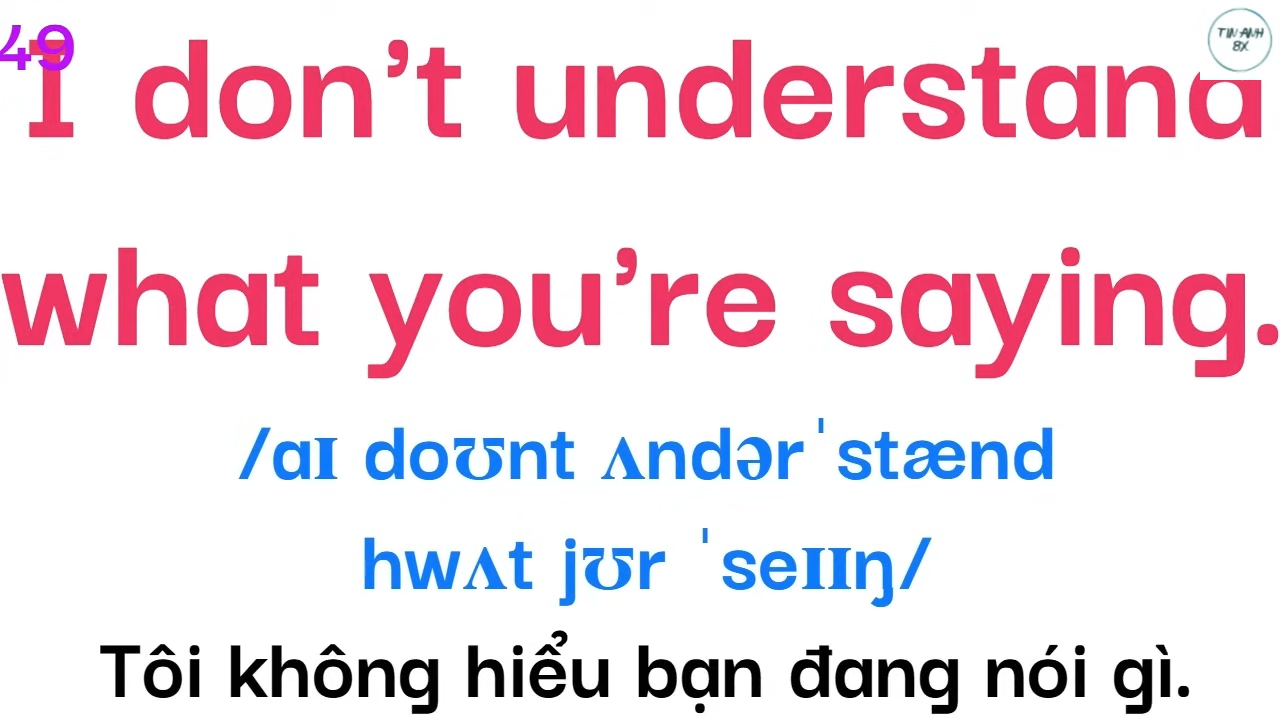 49
TIN ANH
8X
I don’t understand
what you’re saying.
/aɪ doʊnt ʌndərˈstænd
hwʌt jʊr ˈseɪɪŋ/
Tôi không hiểu bạn đang nói gì.